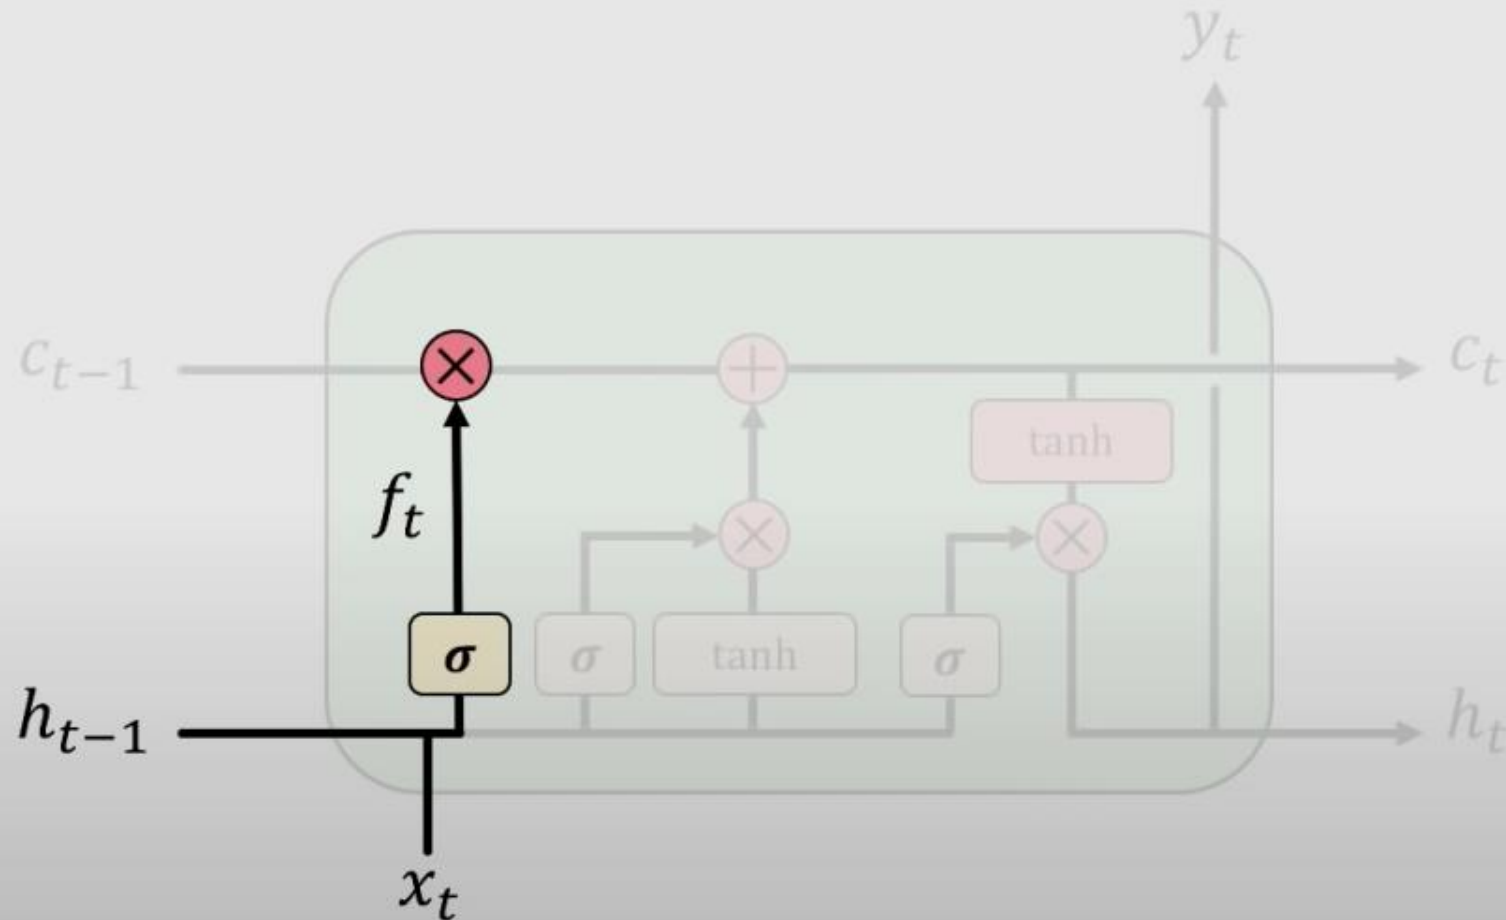 y_t
c_{t-1}
×
+
c_t
tanh
f_t
×
×
σ
σ
tanh
σ
h_{t-1}
h_t
x_t